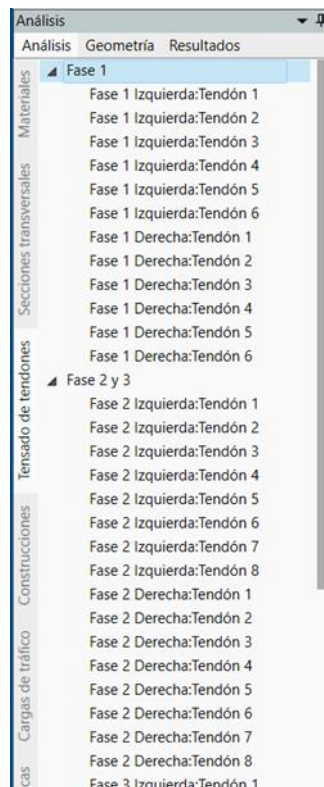 Análisis
Análisis Geometría Resultados
Materiales
Secciones transversales
Tensado de tendones
Construcciones
Cargas de tráfico
cas
Fase 1
Fase 1 Izquierda:Tendón 1
Fase 1 Izquierda:Tendón 2
Fase 1 Izquierda:Tendón 3
Fase 1 Izquierda:Tendón 4
Fase 1 Izquierda:Tendón 5
Fase 1 Izquierda:Tendón 6
Fase 1 Derecha:Tendón 1
Fase 1 Derecha:Tendón 2
Fase 1 Derecha:Tendón 3
Fase 1 Derecha:Tendón 4
Fase 1 Derecha:Tendón 5
Fase 1 Derecha:Tendón 6
Fase 2 y 3
Fase 2 Izquierda:Tendón 1
Fase 2 Izquierda:Tendón 2
Fase 2 Izquierda:Tendón 3
Fase 2 Izquierda:Tendón 4
Fase 2 Izquierda:Tendón 5
Fase 2 Izquierda:Tendón 6
Fase 2 Izquierda:Tendón 7
Fase 2 Izquierda:Tendón 8
Fase 2 Derecha:Tendón 1
Fase 2 Derecha:Tendón 2
Fase 2 Derecha:Tendón 3
Fase 2 Derecha:Tendón 4
Fase 2 Derecha:Tendón 5
Fase 2 Derecha:Tendón 6
Fase 2 Derecha:Tendón 7
Fase 2 Derecha:Tendón 8
Fase 3 Izquierda:Tendón 1